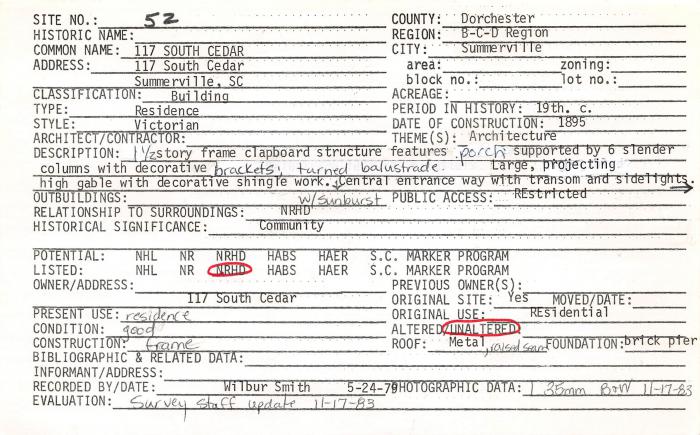 SITE NO.: 52 COUNTY: Dorchester
HISTORIC NAME: REGION: B-C-D Region
COMMON NAME: 117 SOUTH CEDAR CITY: Summerville
ADDRESS: 117 South Cedar area: zoning:
Summerville, SC block no.: lot no.:
CLASSIFICATION: Building ACREAGE:
TYPE: Residence PERIOD IN HISTORY: 19th. c.
STYLE: Victorian DATE OF CONSTRUCTION: 1895
ARCHITECT/CONTRACTOR: THEME(S): Architecture
DESCRIPTION: 1½story frame clapboard structure features porch supported by 6 slender
columns with decorative brackets, turned balustrade. Large, projecting
high gable with decorative shingle work. Central entrance way with transom and sidelights.
w/sunburst
OUTBUILDINGS: PUBLIC ACCESS: REstricted
RELATIONSHIP TO SURROUNDINGS: NRHD
HISTORICAL SIGNIFICANCE: Community
POTENTIAL: NHL NR NRHD HABS HAER S.C. MARKER PROGRAM
LISTED: NHL NR NRHD HABS HAER S.C. MARKER PROGRAM
OWNER/ADDRESS: PREVIOUS OWNER(S):
117 South Cedar ORIGINAL SITE: Yes MOVED/DATE:
PRESENT USE: residence ORIGINAL USE: REsidential
CONDITION: good ALTERED/UNALTERED
CONSTRUCTION: frame ROOF: Metal, raised seam FOUNDATION: brick pier
BIBLIOGRAPHIC & RELATED DATA:
INFORMANT/ADDRESS:
RECORDED BY/DATE: Wilbur Smith 5-24-79 PHOTOGRAPHIC DATA: 1 35mm B+W 11-17-83
EVALUATION: Survey staff update 11-17-83